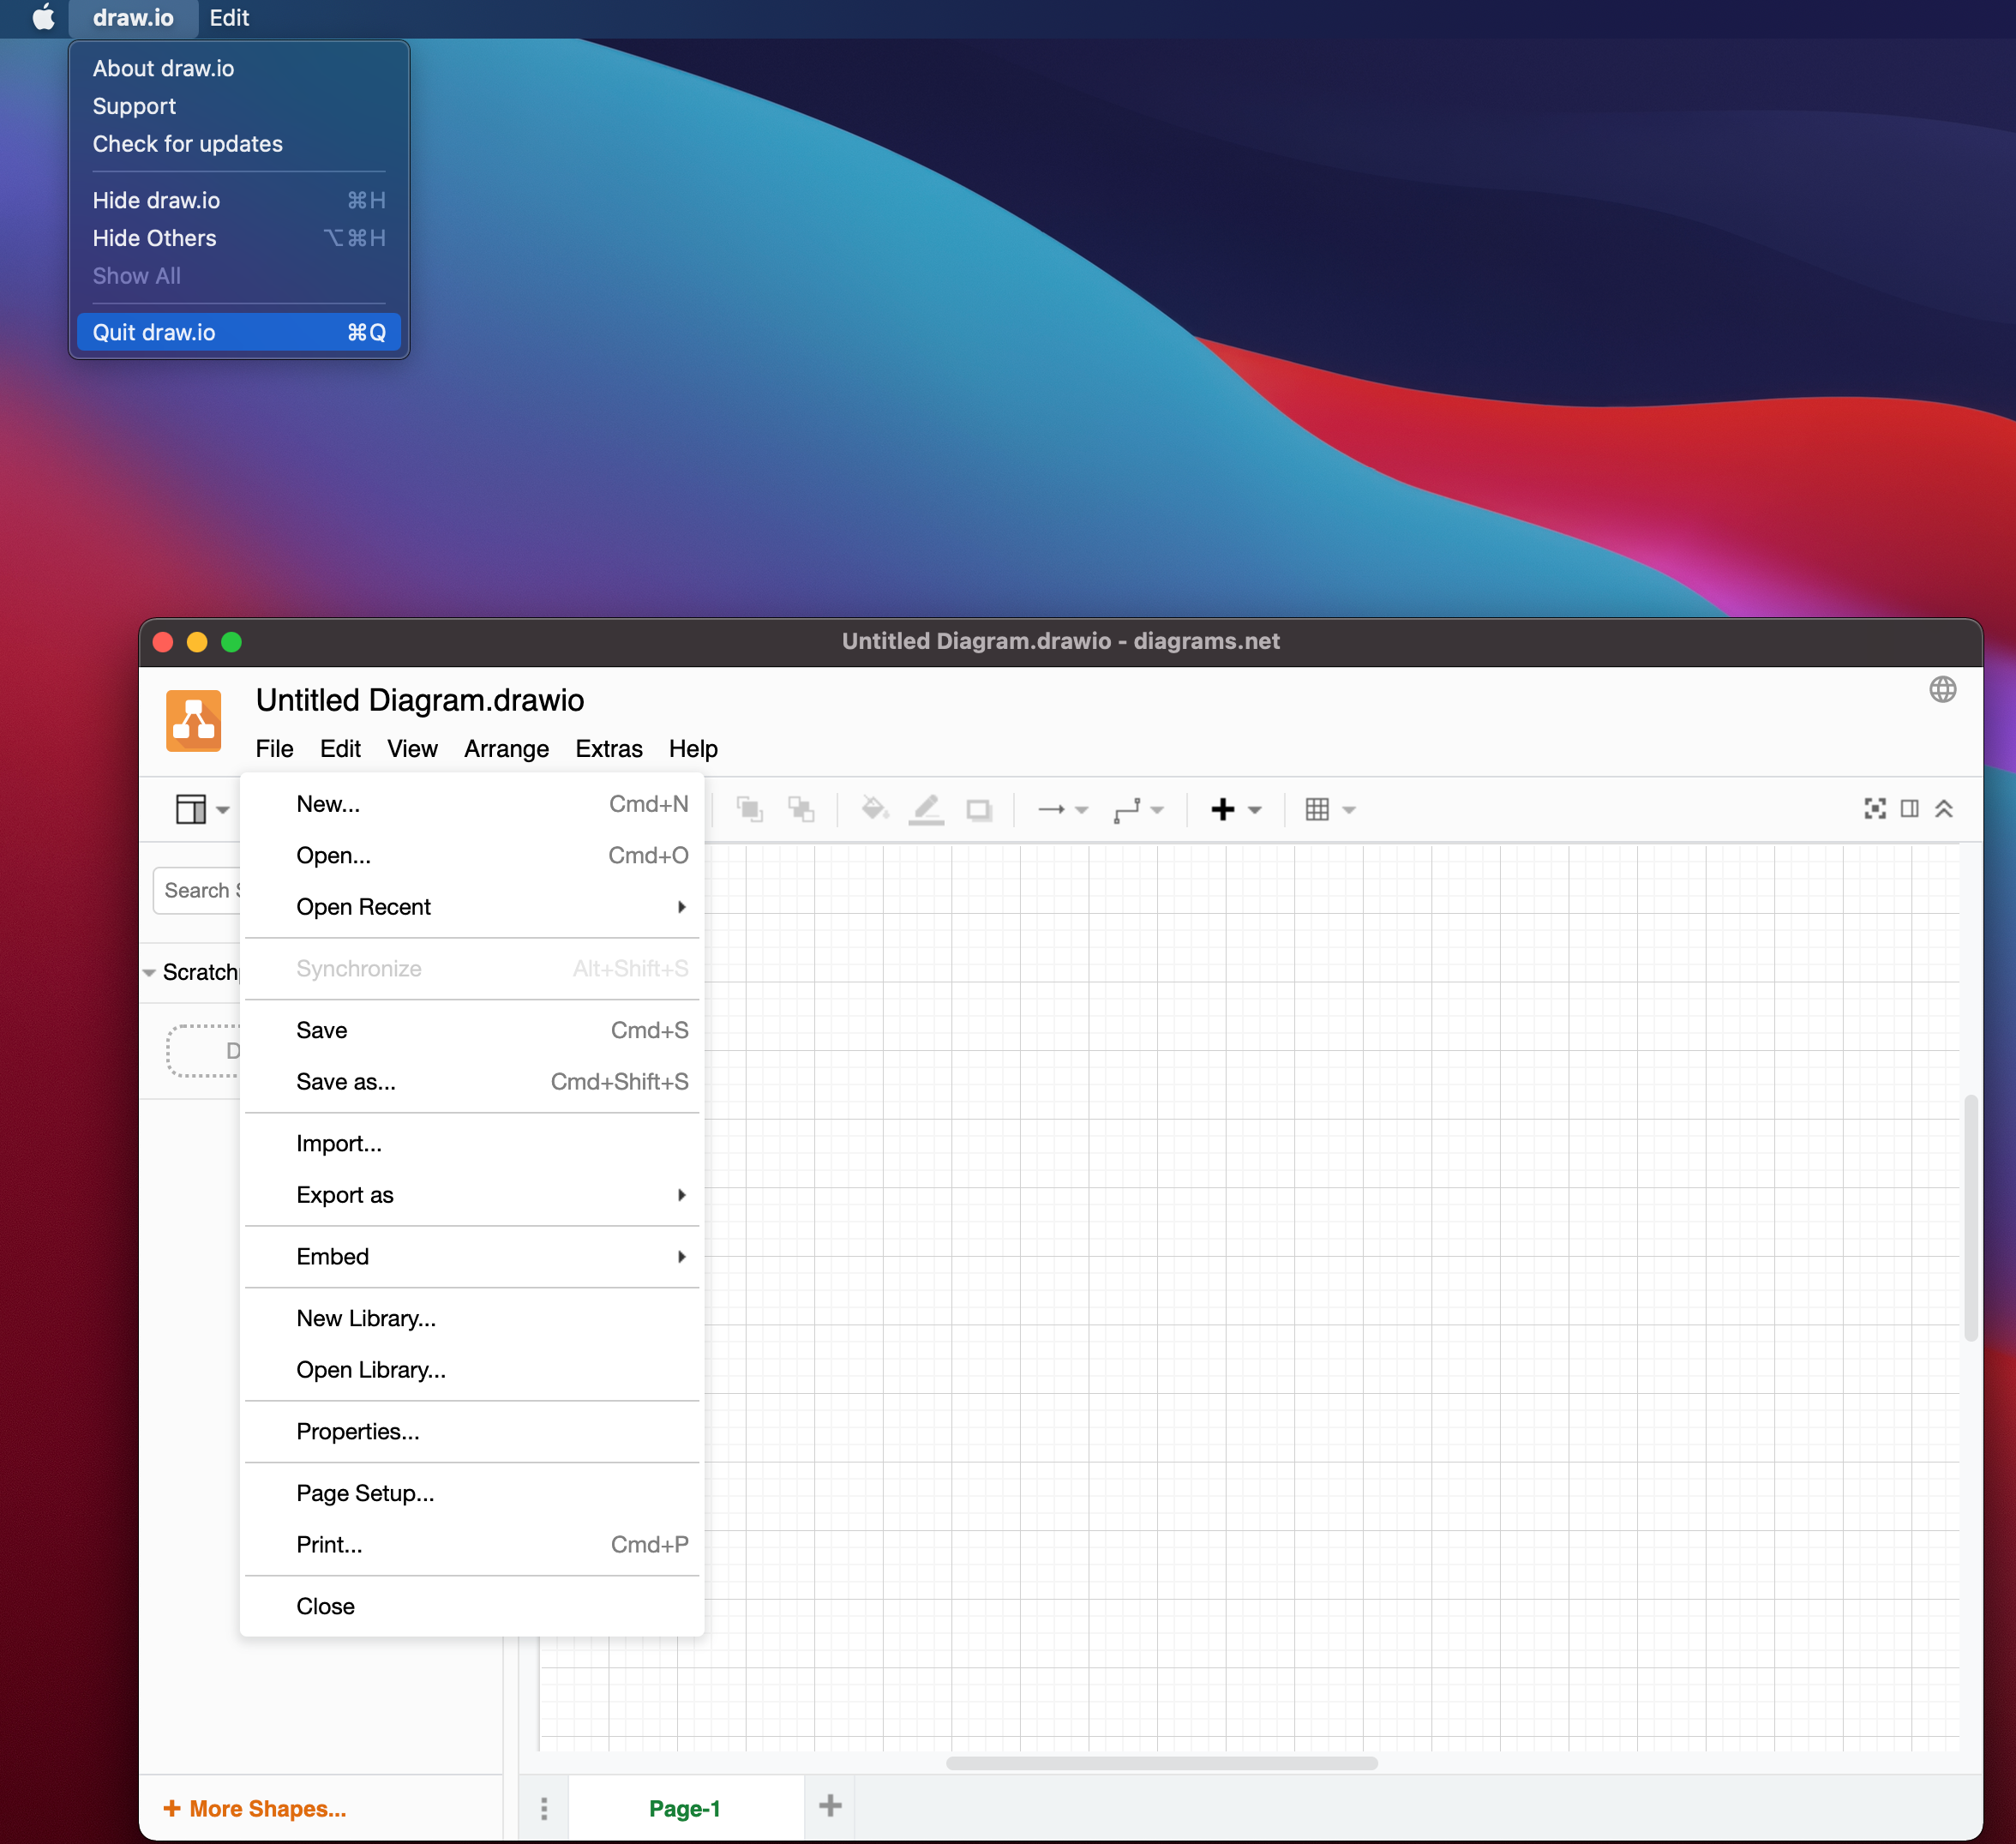 draw.io Edit
About draw.io
Support
Check for updates
Hide draw.io ⌘H
Hide Others ⌥⌘H
Show All
Quit draw.io ⌘Q
Untitled Diagram.drawio - diagrams.net
Untitled Diagram.drawio
File Edit View Arrange Extras Help
New... Cmd+N
Open... Cmd+O
Open Recent
Synchronize Alt+Shift+S
Save Cmd+S
Save as... Cmd+Shift+S
Import...
Export as
Embed
New Library...
Open Library...
Properties...
Page Setup...
Print... Cmd+P
Close
Search
+ More Shapes...
Page-1